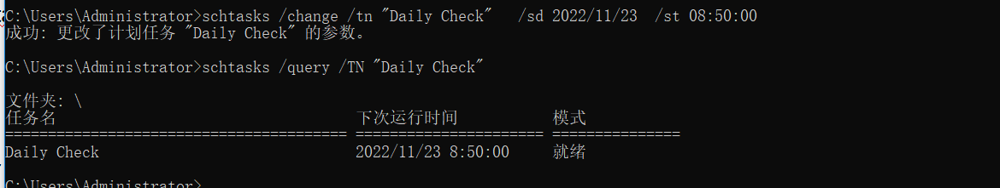 C:\Users\Administrator>schtasks /change /tn "Daily Check"   /sd 2022/11/23  /st 08:50:00
成功: 更改了计划任务 "Daily Check" 的参数。
C:\Users\Administrator>schtasks /query /TN "Daily Check"
文件夹: \
任务名                                   下次运行时间           模式
======================================== ====================== ===============
Daily Check                              2022/11/23 8:50:00     就绪
C:\Users\Administrator>